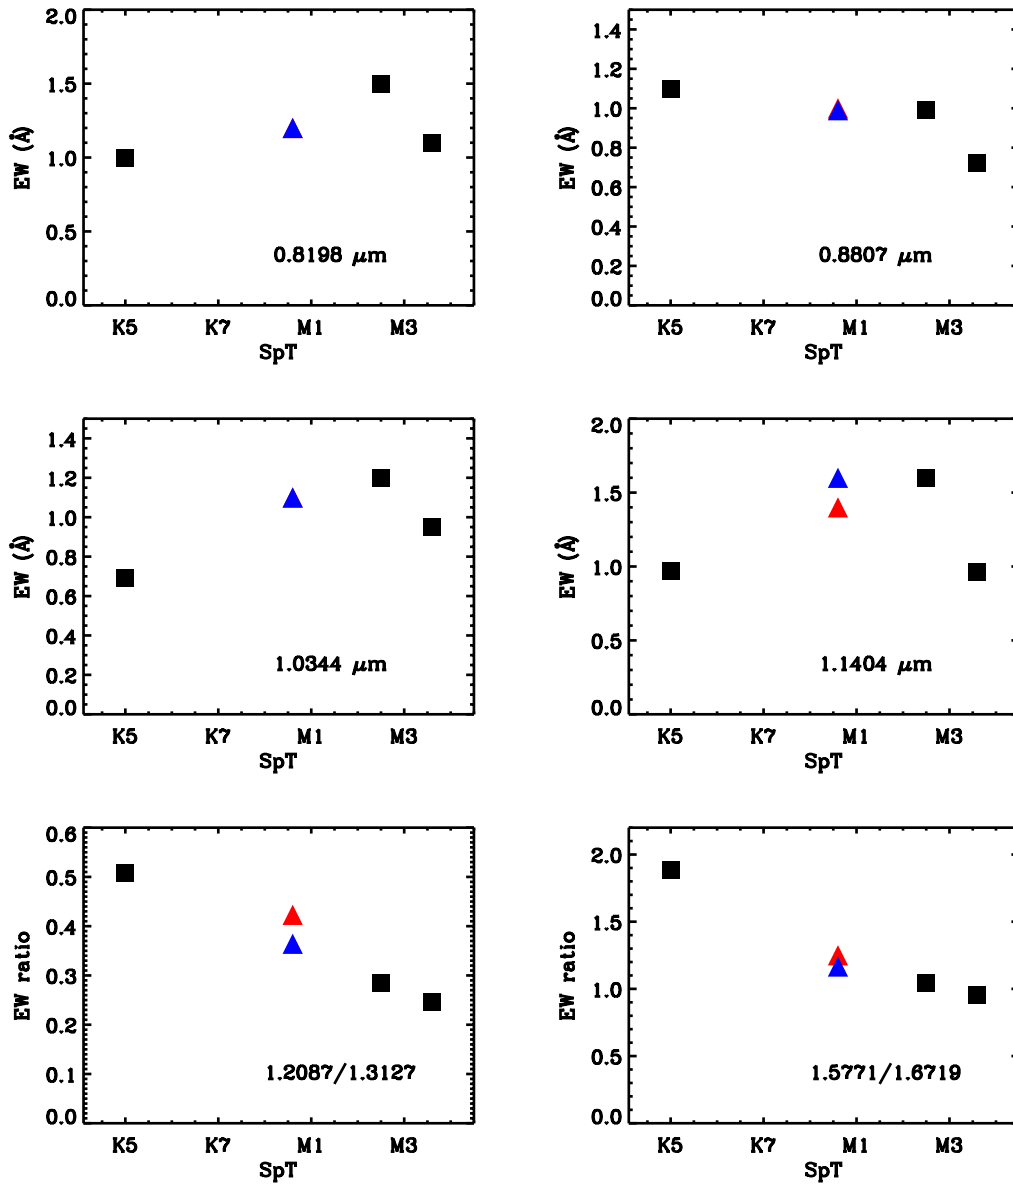 2.0
1.5
1.0
0.5
0.0
EW (Å)
0.8198 μm
K5 K7 M1 M3
SpT
1.4
1.2
1.0
0.8
0.6
0.4
0.2
0.0
EW (Å)
0.8807 μm
K5 K7 M1 M3
SpT
1.4
1.2
1.0
0.8
0.6
0.4
0.2
0.0
EW (Å)
1.0344 μm
K5 K7 M1 M3
SpT
2.0
1.5
1.0
0.5
0.0
EW (Å)
1.1404 μm
K5 K7 M1 M3
SpT
0.6
0.5
0.4
0.3
0.2
0.1
0.0
EW ratio
1.2087/1.3127
K5 K7 M1 M3
SpT
2.0
1.5
1.0
0.5
0.0
EW ratio
1.5771/1.6719
K5 K7 M1 M3
SpT